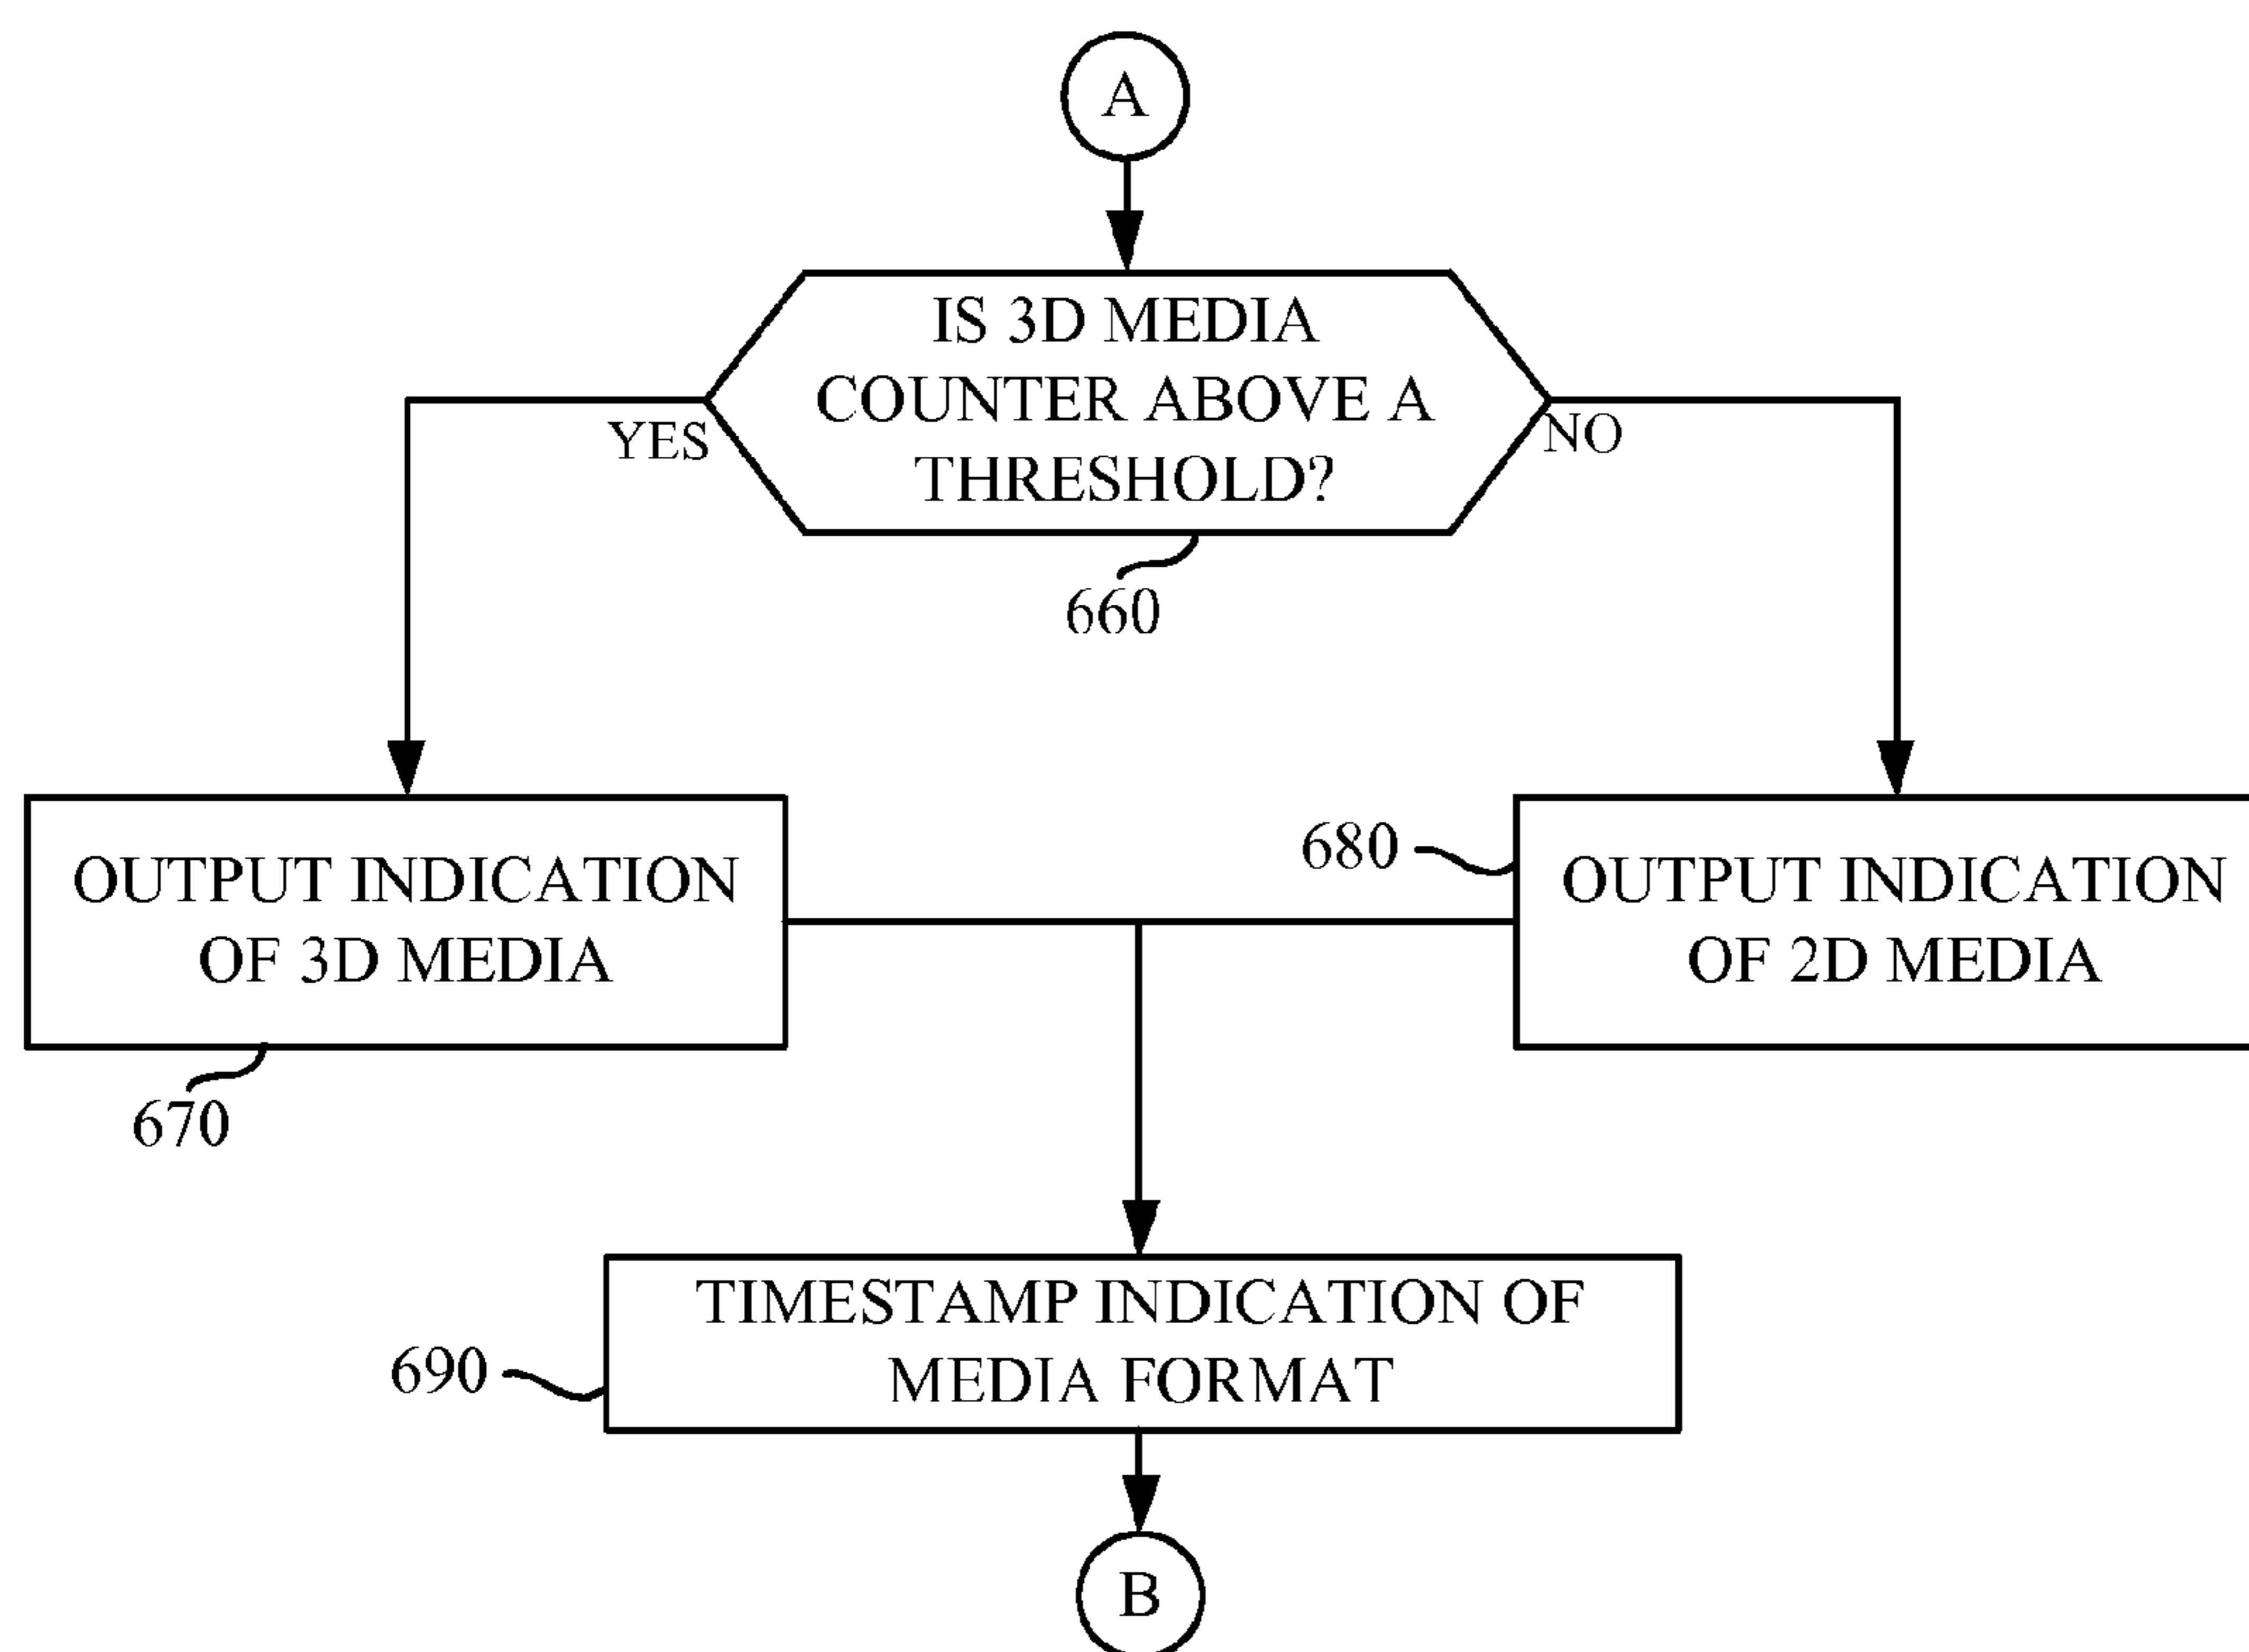 A
IS 3D MEDIA
COUNTER ABOVE A
THRESHOLD?
YES
NO
660
OUTPUT INDICATION
OF 3D MEDIA
670
680
OUTPUT INDICATION
OF 2D MEDIA
TIMESTAMP INDICATION OF
MEDIA FORMAT
690
B